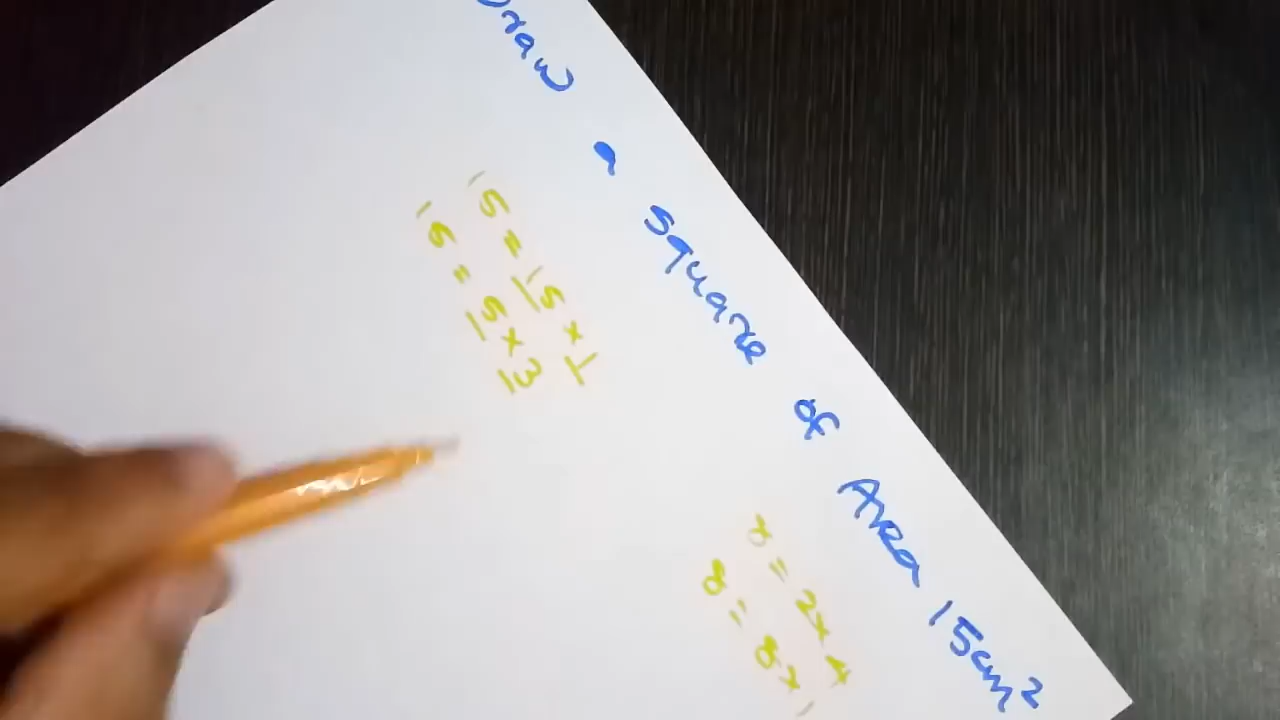 Draw a square of Area 15cm²
15 = 15 × 1
15 = 5 × 3
8 = 2 × 4
8 = 8 × 1